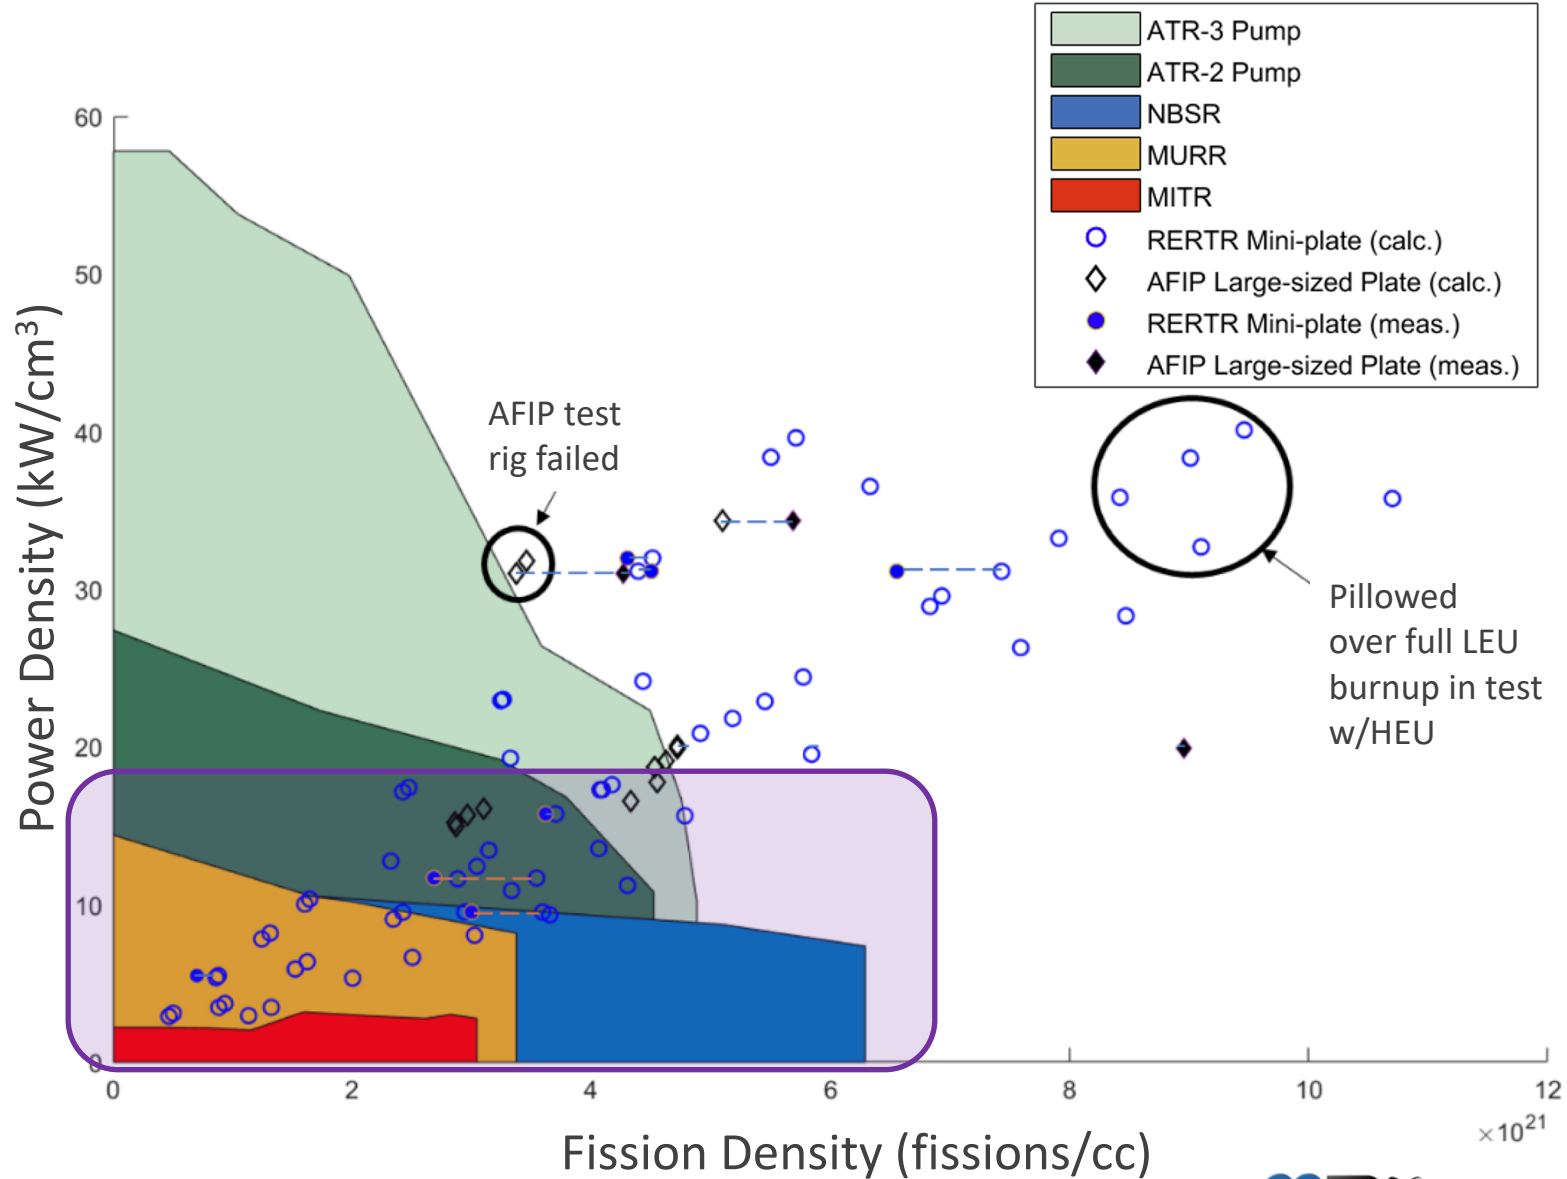 ATR-3 Pump
ATR-2 Pump
NBSR
MURR
MITR
RERTR Mini-plate (calc.)
AFIP Large-sized Plate (calc.)
RERTR Mini-plate (meas.)
AFIP Large-sized Plate (meas.)
Power Density (kW/cm³)
60
50
40
30
20
10
0
AFIP test
rig failed
Pillowed
over full LEU
burnup in test
w/HEU
0 2 4 6 8 10 12
×10²¹
Fission Density (fissions/cc)